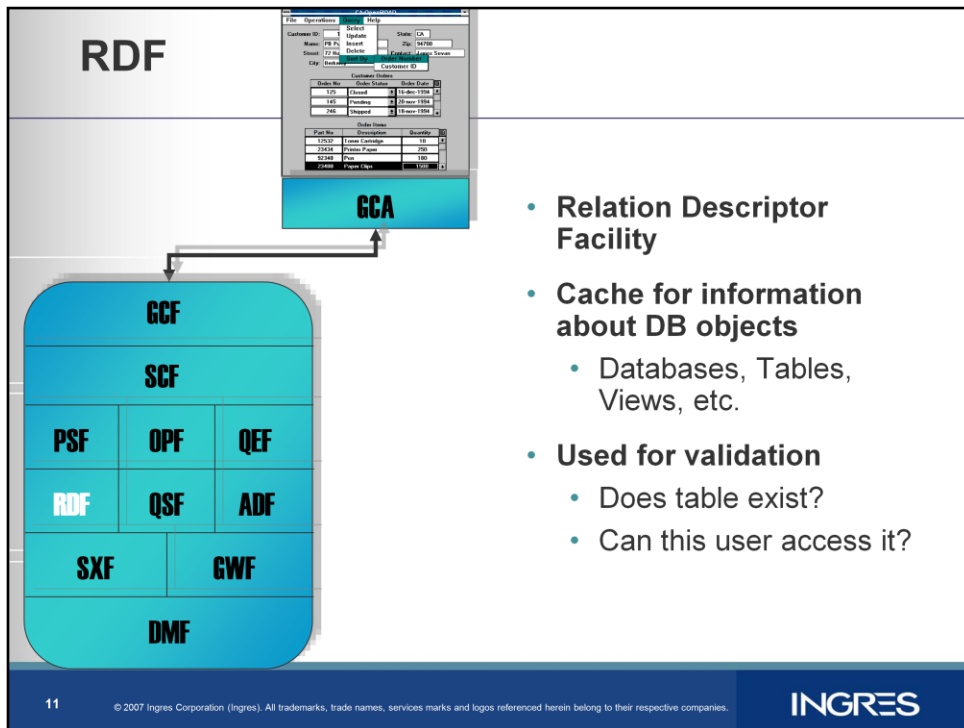 RDF
File Operations Query Help
Select
Update
Insert
Delete
Sort By
Order Number
Customer ID
Customer ID:
State: CA
Name:
Zip: 94700
Street:
Contact:
City:
Customer Orders
Order No Order Status Order Date
125 Closed 16-dec-1994
145 Pending 20-nov-1994
246 Shipped 18-nov-1994
Order Items
Part No Description Quantity
12532 Toner Cartridge 10
23434 Printer Paper 250
92340 Pen 100
23400 Paper Clips 1500
GCA
GCF
SCF
PSF OPF QEF
RDF QSF ADF
SXF GWF
DMF
• Relation Descriptor
Facility
• Cache for information
about DB objects
• Databases, Tables,
Views, etc.
• Used for validation
• Does table exist?
• Can this user access it?
11
© 2007 Ingres Corporation (Ingres). All trademarks, trade names, services marks and logos referenced herein belong to their respective companies.
INGRES